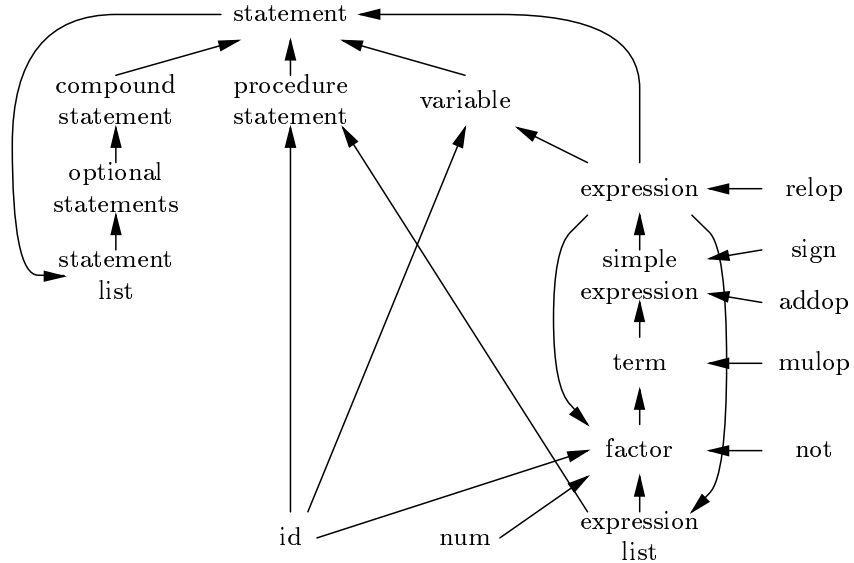 statement
compound
statement
procedure
statement
variable
optional
statements
expression
relop
statement
list
simple
expression
sign
addop
term
mulop
factor
not
id
num
expression
list